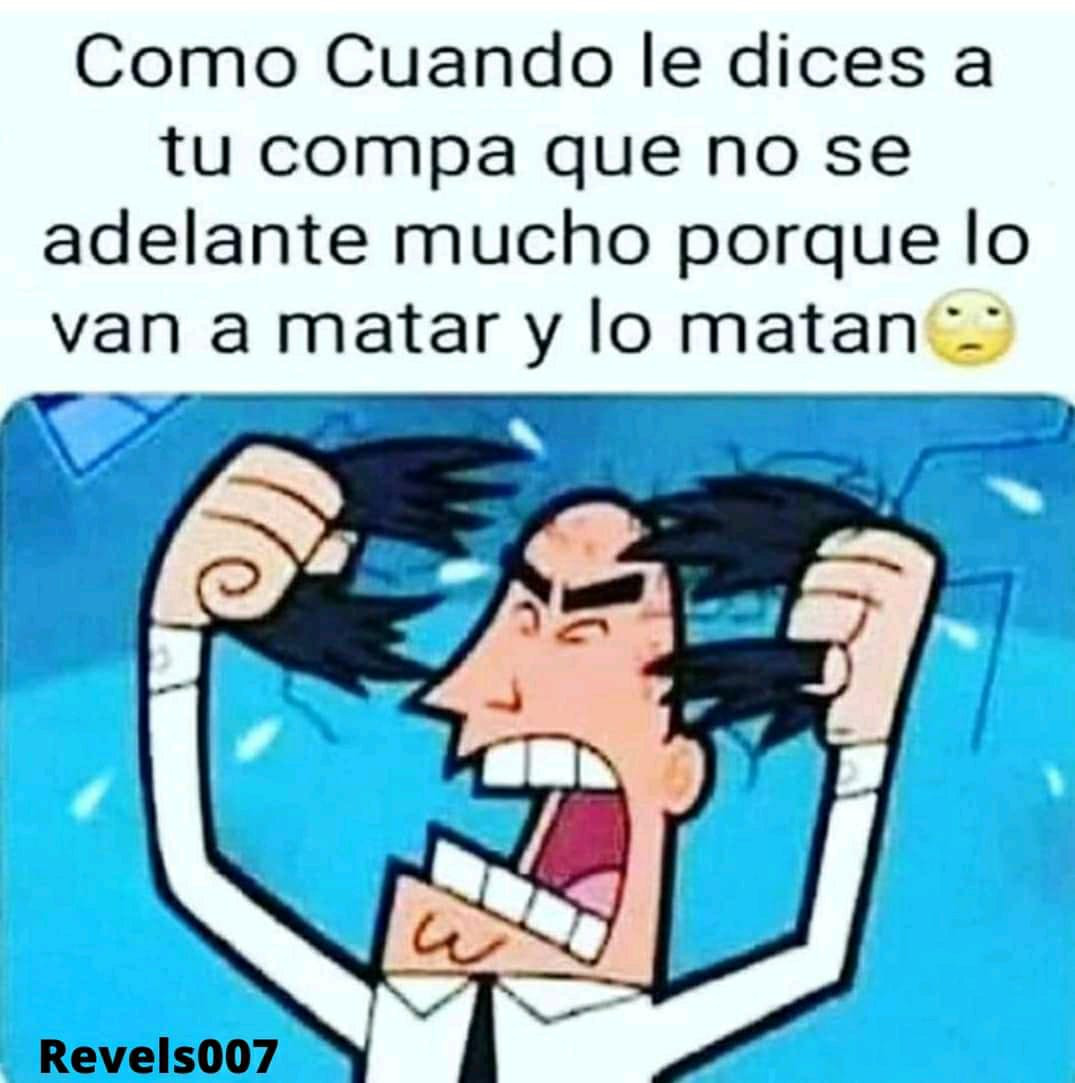 Como Cuando le dices a
tu compa que no se
adelante mucho porque lo
van a matar y lo matan🙄
Revels007